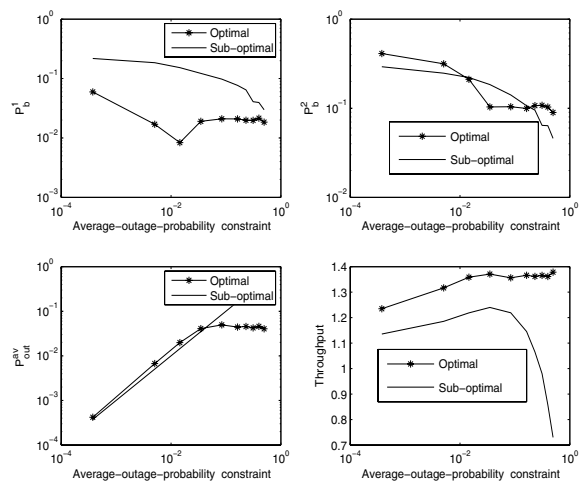 10^0
10^-1
10^-2
10^-3
P_b^1
10^-4
10^-2
10^0
Average-outage-probability constraint
Optimal
Sub-optimal
10^0
10^-1
10^-2
P_b^2
10^-4
10^-2
10^0
Average-outage-probability constraint
Optimal
Sub-optimal
10^0
10^-1
10^-2
10^-3
10^-4
P_out^av
10^-4
10^-2
10^0
Average-outage-probability constraint
Optimal
Sub-optimal
1.4
1.3
1.2
1.1
1
0.9
0.8
0.7
Throughput
10^-4
10^-2
10^0
Average-outage-probability constraint
Optimal
Sub-optimal